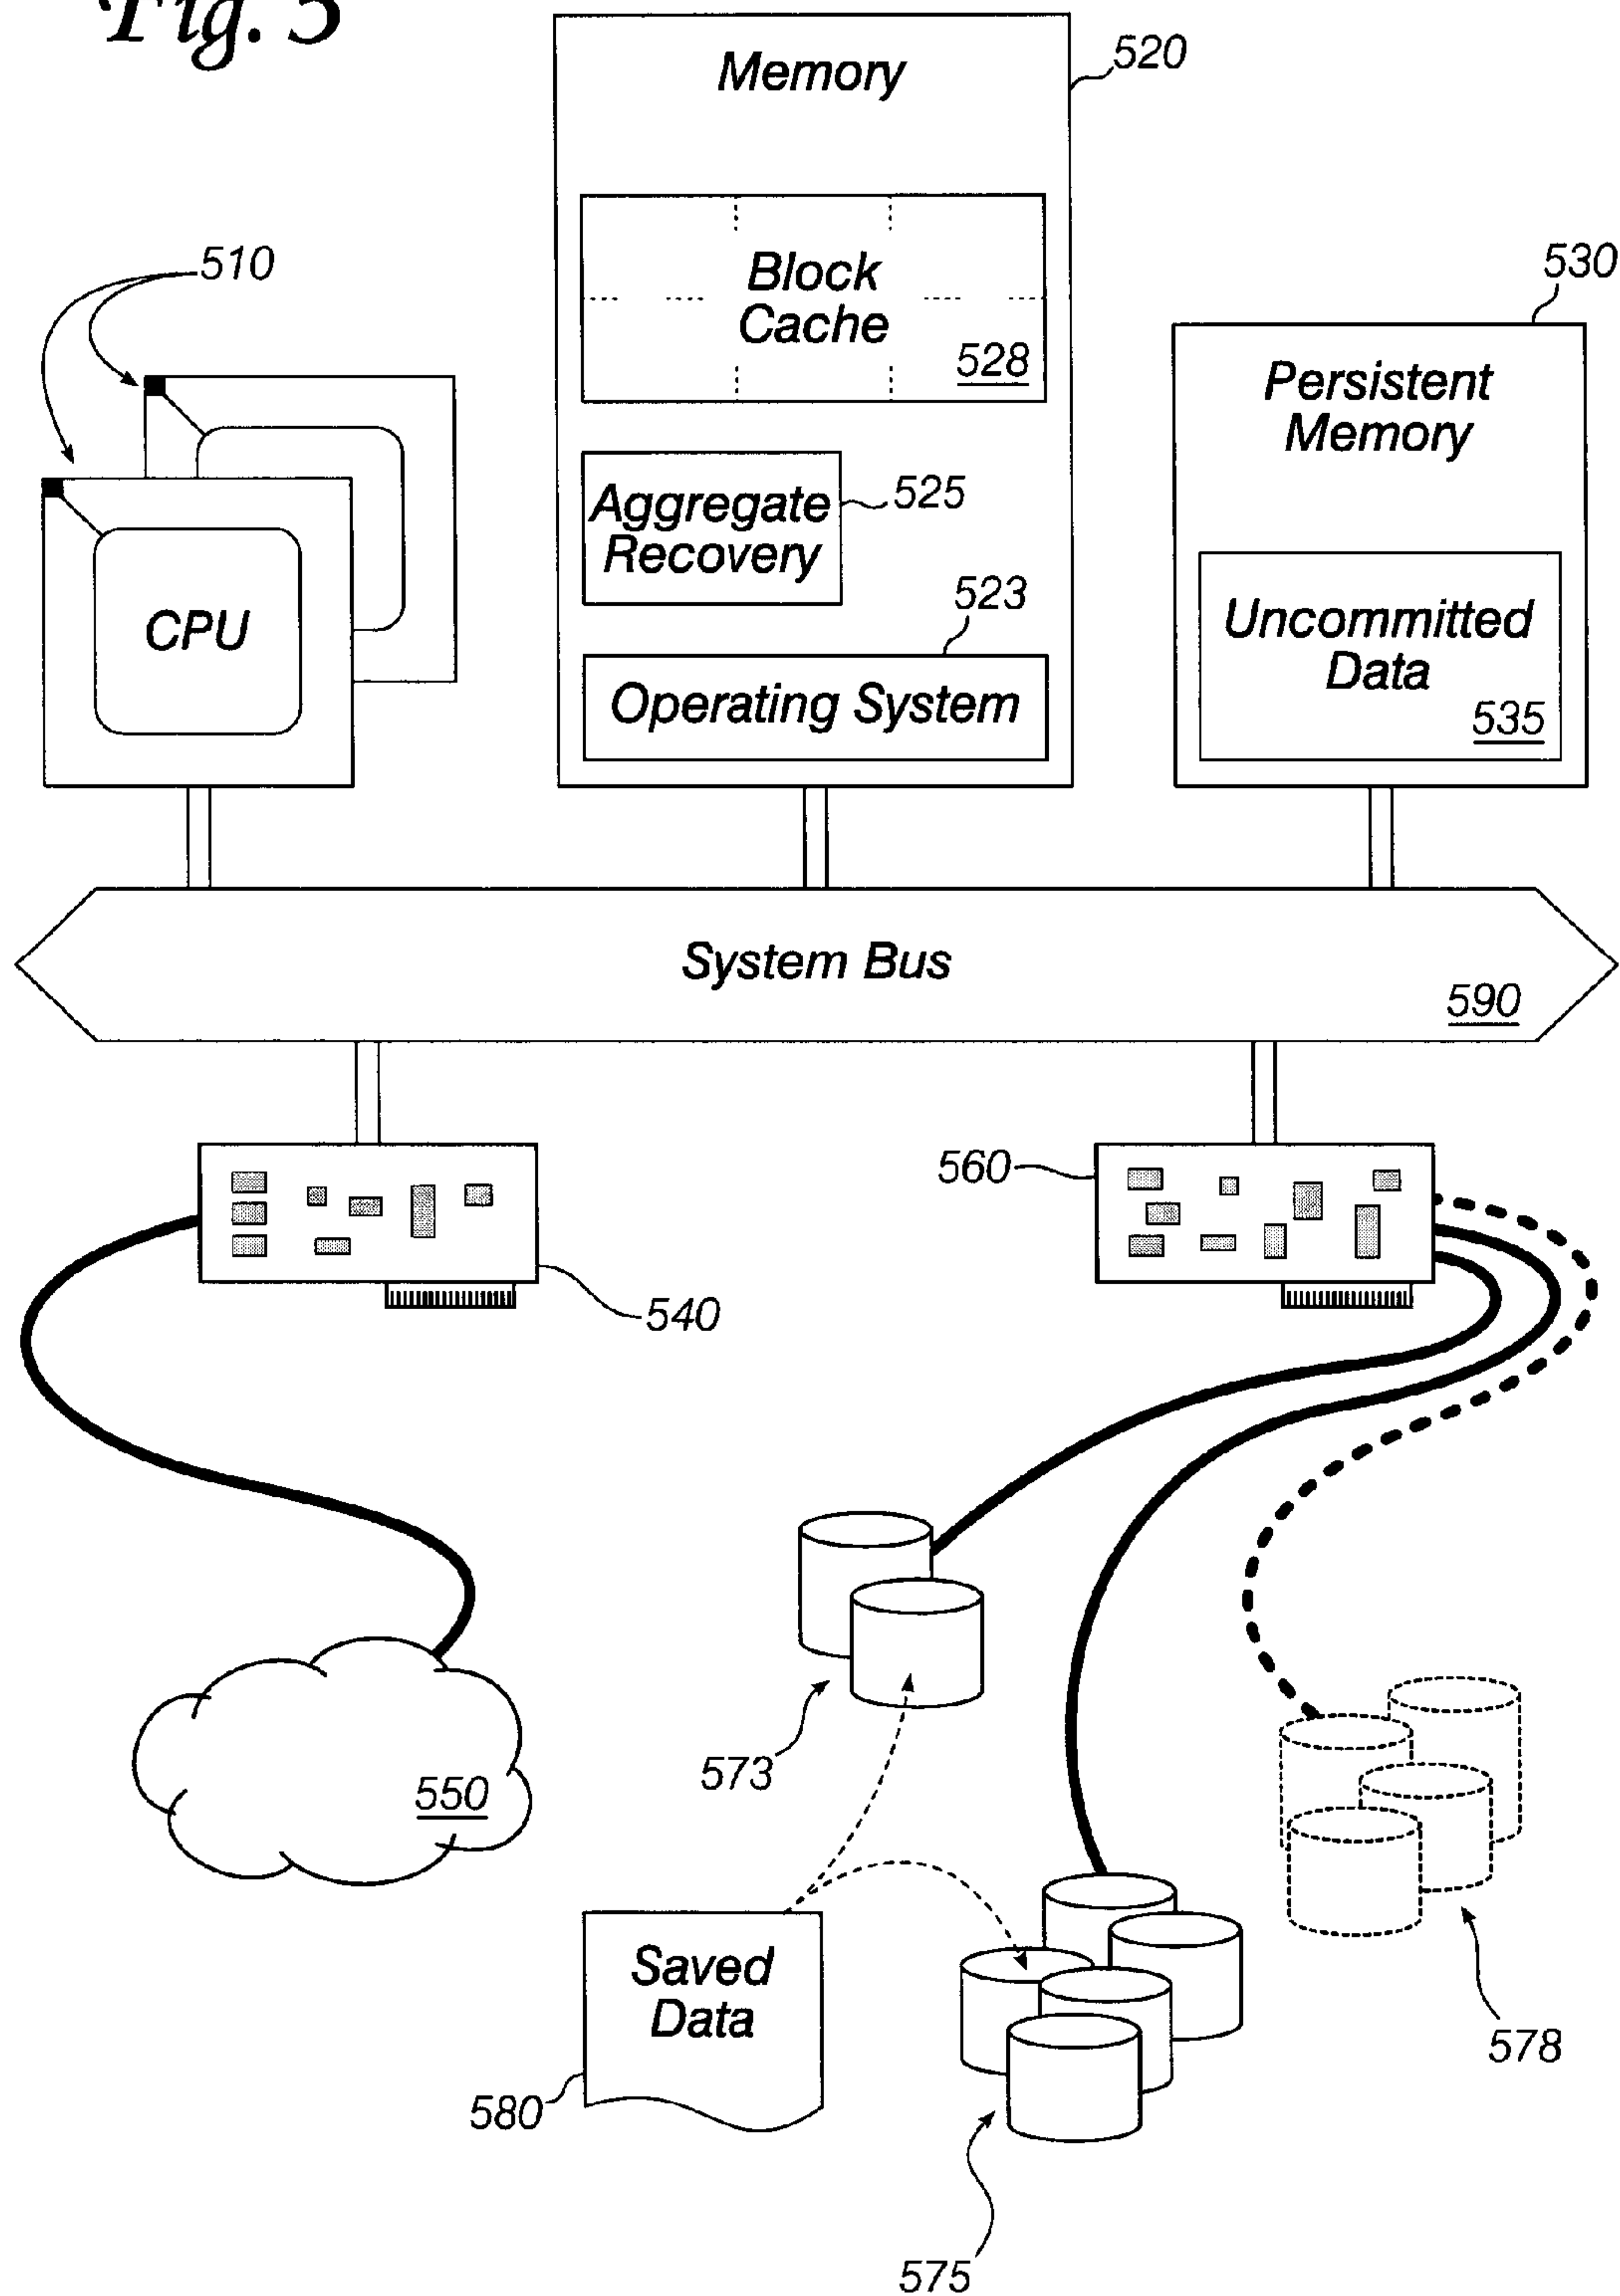 Fig. 5
Memory
520
510
Block
Cache
528
530
Persistent
Memory
Aggregate
Recovery
525
523
CPU
Operating System
Uncommitted
Data
535
System Bus
590
560
540
573
550
Saved
Data
580
578
575